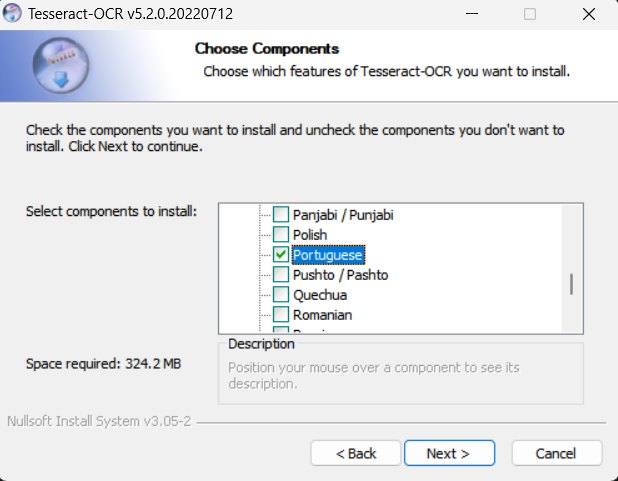 Tesseract-OCR v5.2.0.20220712
Choose Components
Choose which features of Tesseract-OCR you want to install.
Check the components you want to install and uncheck the components you don't want to
install. Click Next to continue.
Select components to install:
Panjabi / Punjabi
Polish
Portuguese
Pushto / Pashto
Quechua
Romanian
Space required: 324.2 MB
Description
Position your mouse over a component to see its
description.
Nullsoft Install System v3.05-2
< Back
Next >
Cancel